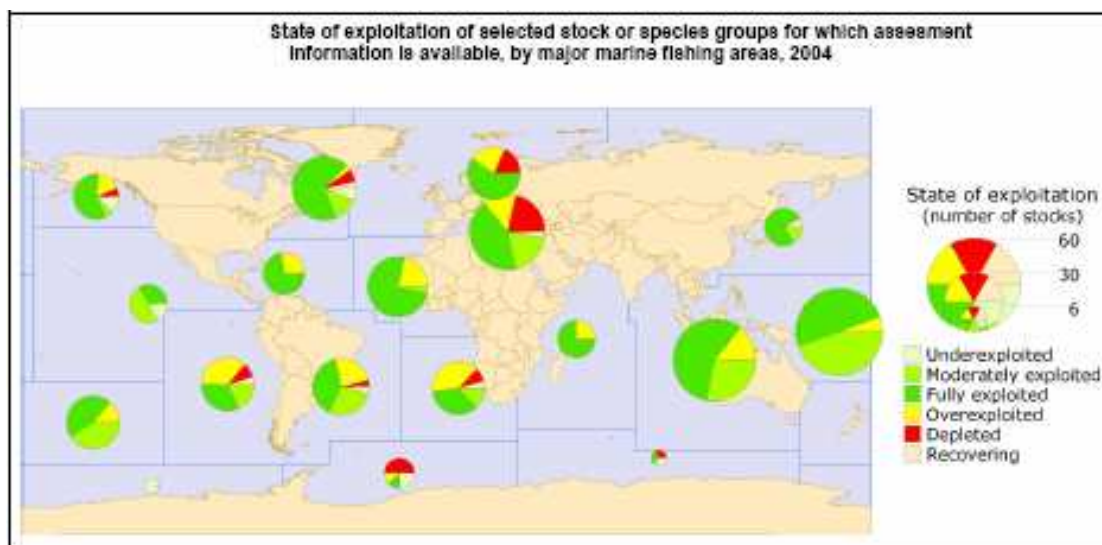 State of exploitation of selected stock or species groups for which assesment
information is available, by major marine fishing areas, 2004
State of exploitation
(number of stocks)
60
30
6
Underexploited
Moderately exploited
Fully exploited
Overexploited
Depleted
Recovering